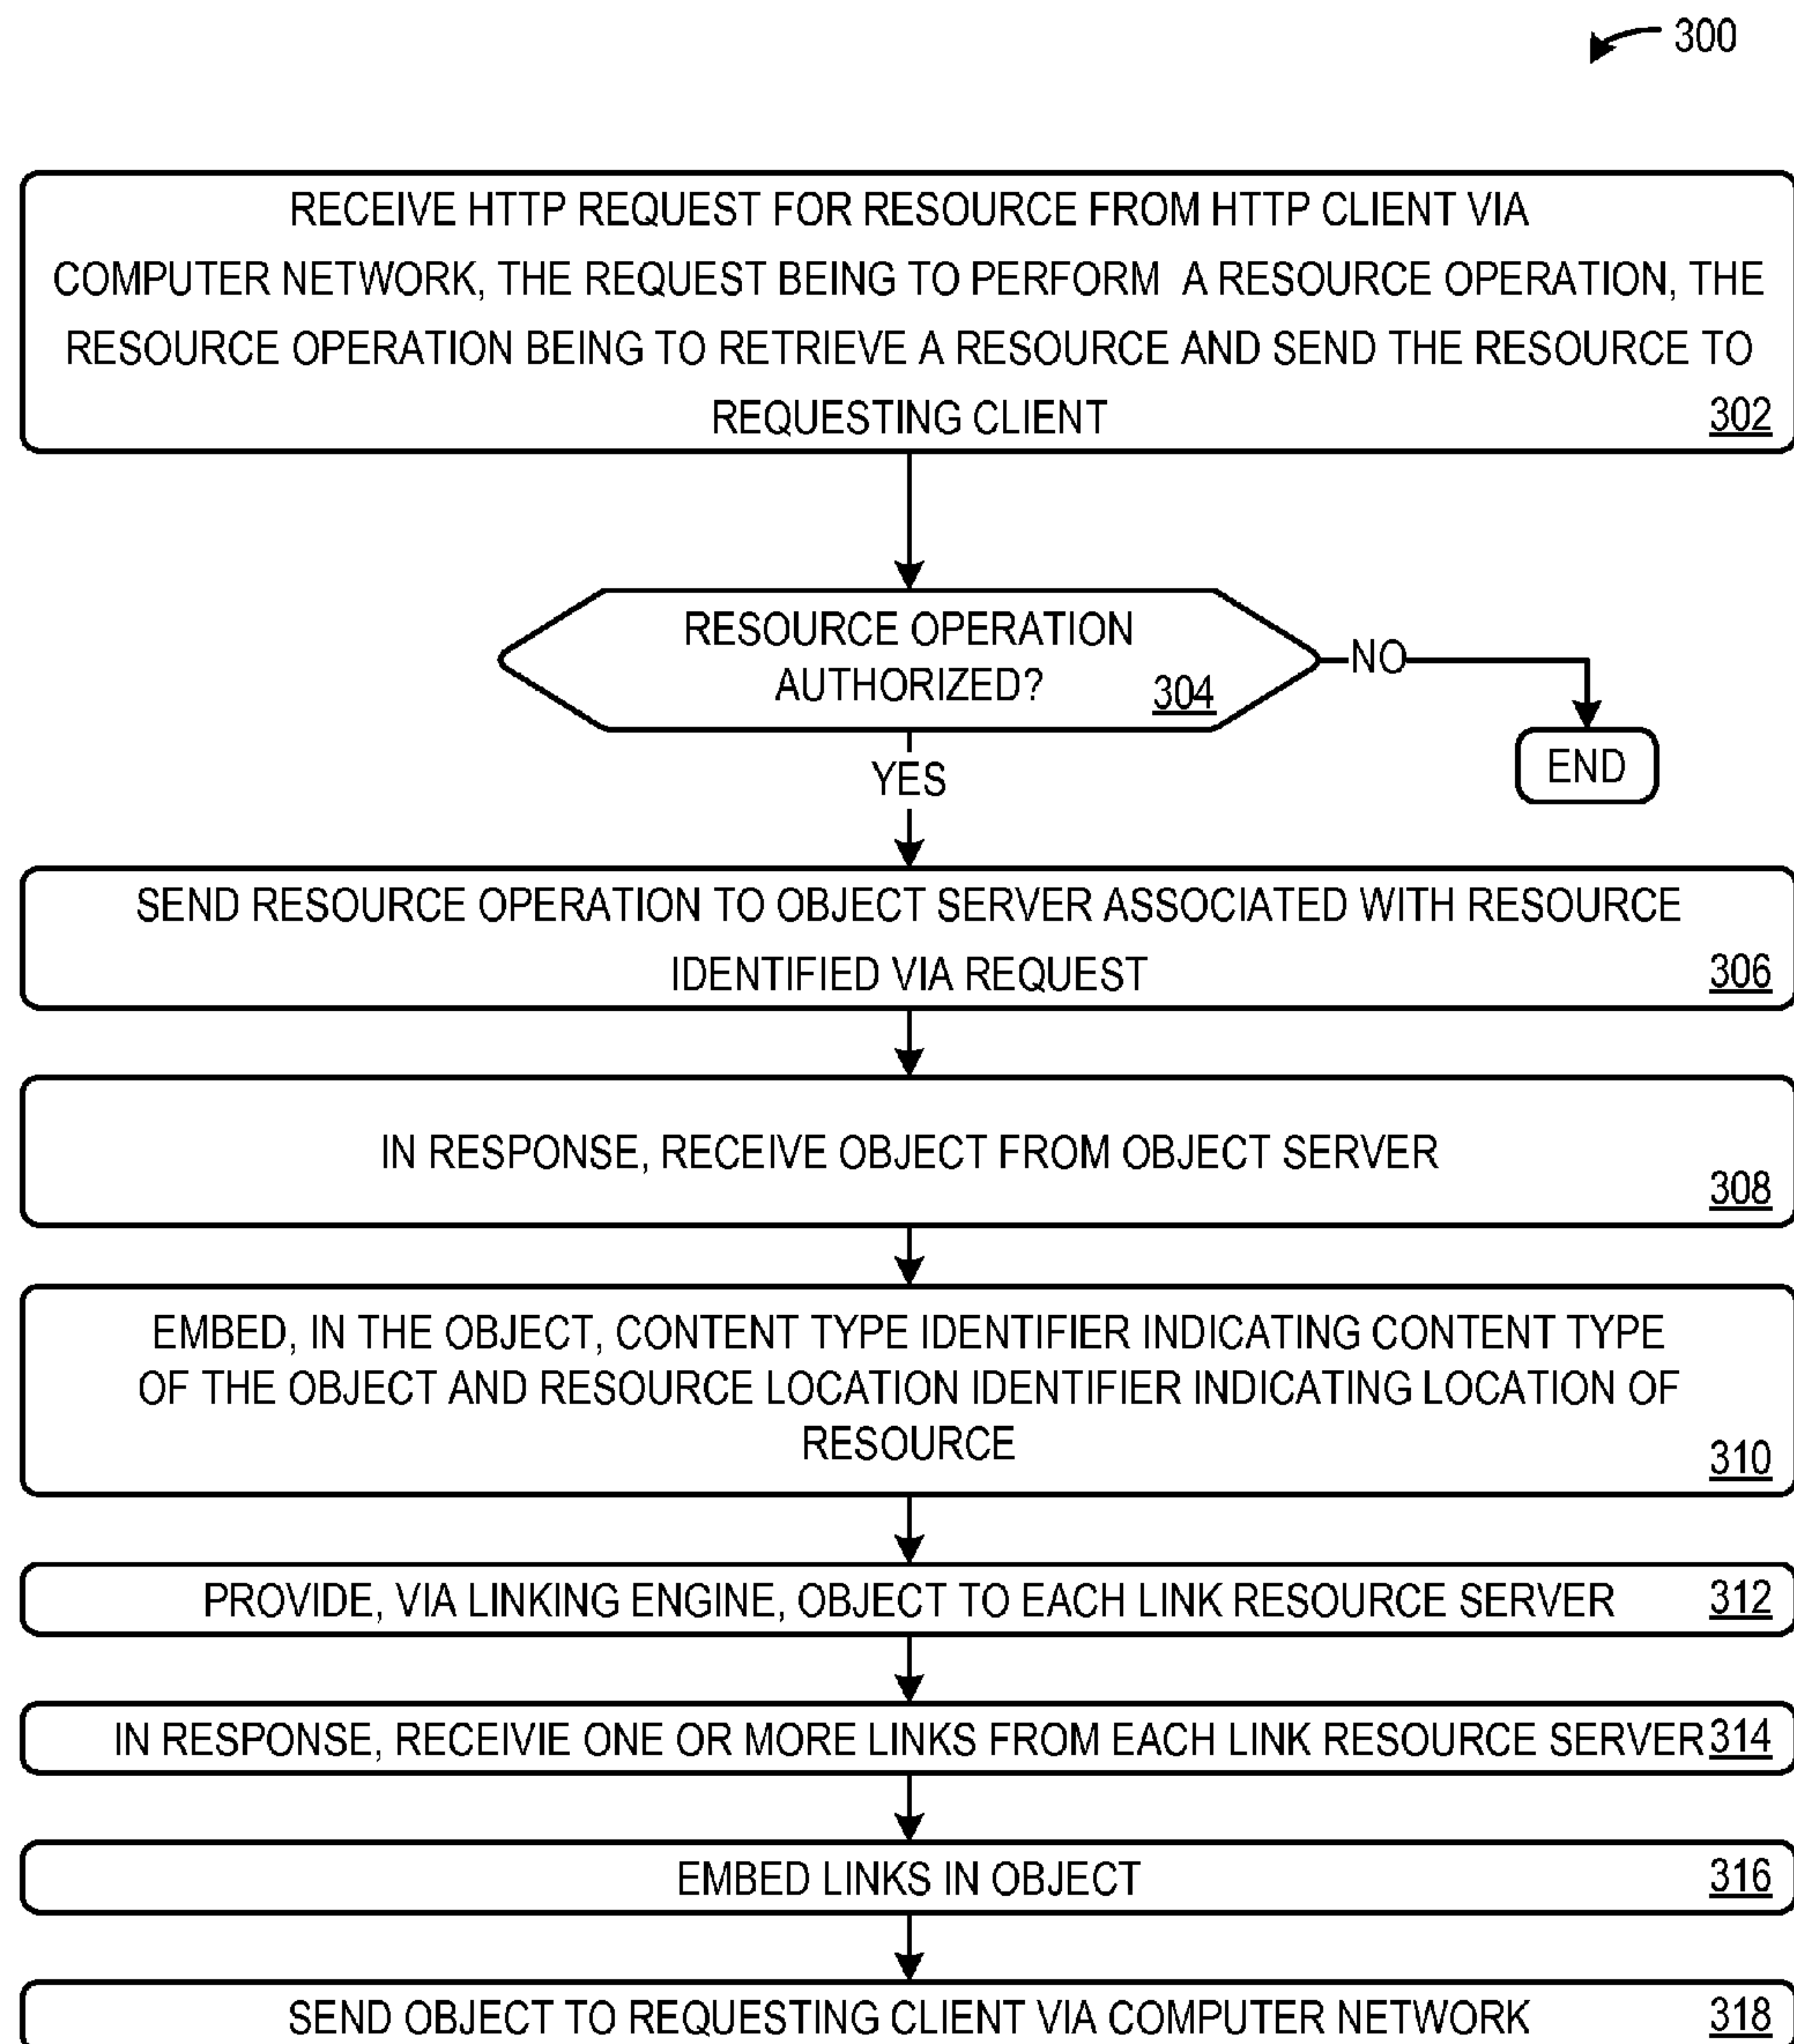 300
RECEIVE HTTP REQUEST FOR RESOURCE FROM HTTP CLIENT VIA
COMPUTER NETWORK, THE REQUEST BEING TO PERFORM A RESOURCE OPERATION, THE
RESOURCE OPERATION BEING TO RETRIEVE A RESOURCE AND SEND THE RESOURCE TO
REQUESTING CLIENT 302
RESOURCE OPERATION
AUTHORIZED? 304
NO
END
YES
SEND RESOURCE OPERATION TO OBJECT SERVER ASSOCIATED WITH RESOURCE
IDENTIFIED VIA REQUEST 306
IN RESPONSE, RECEIVE OBJECT FROM OBJECT SERVER
308
EMBED, IN THE OBJECT, CONTENT TYPE IDENTIFIER INDICATING CONTENT TYPE
OF THE OBJECT AND RESOURCE LOCATION IDENTIFIER INDICATING LOCATION OF
RESOURCE 310
PROVIDE, VIA LINKING ENGINE, OBJECT TO EACH LINK RESOURCE SERVER 312
IN RESPONSE, RECEIVIE ONE OR MORE LINKS FROM EACH LINK RESOURCE SERVER 314
EMBED LINKS IN OBJECT 316
SEND OBJECT TO REQUESTING CLIENT VIA COMPUTER NETWORK 318